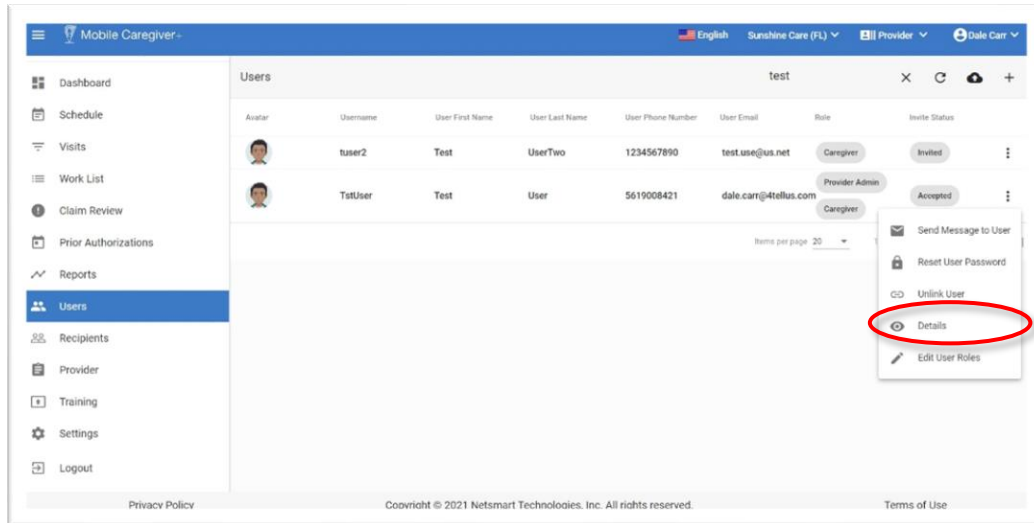 Mobile Caregiver+
English Sunshine Care (FL) Provider Dale Carr
Dashboard
Schedule
Visits
Work List
Claim Review
Prior Authorizations
Reports
Users
Recipients
Provider
Training
Settings
Logout
Users test
Avatar Username User First Name User Last Name User Phone Number User Email Role Invite Status
tuser2 Test UserTwo 1234567890 test.use@us.net Caregiver Invited
TstUser Test User 5619008421 dale.carr@4tellus.com Provider Admin Caregiver Accepted
Items per page 20
Send Message to User
Reset User Password
Unlink User
Details
Edit User Roles
Privacy Policy Copyright © 2021 Netsmart Technologies, Inc. All rights reserved. Terms of Use